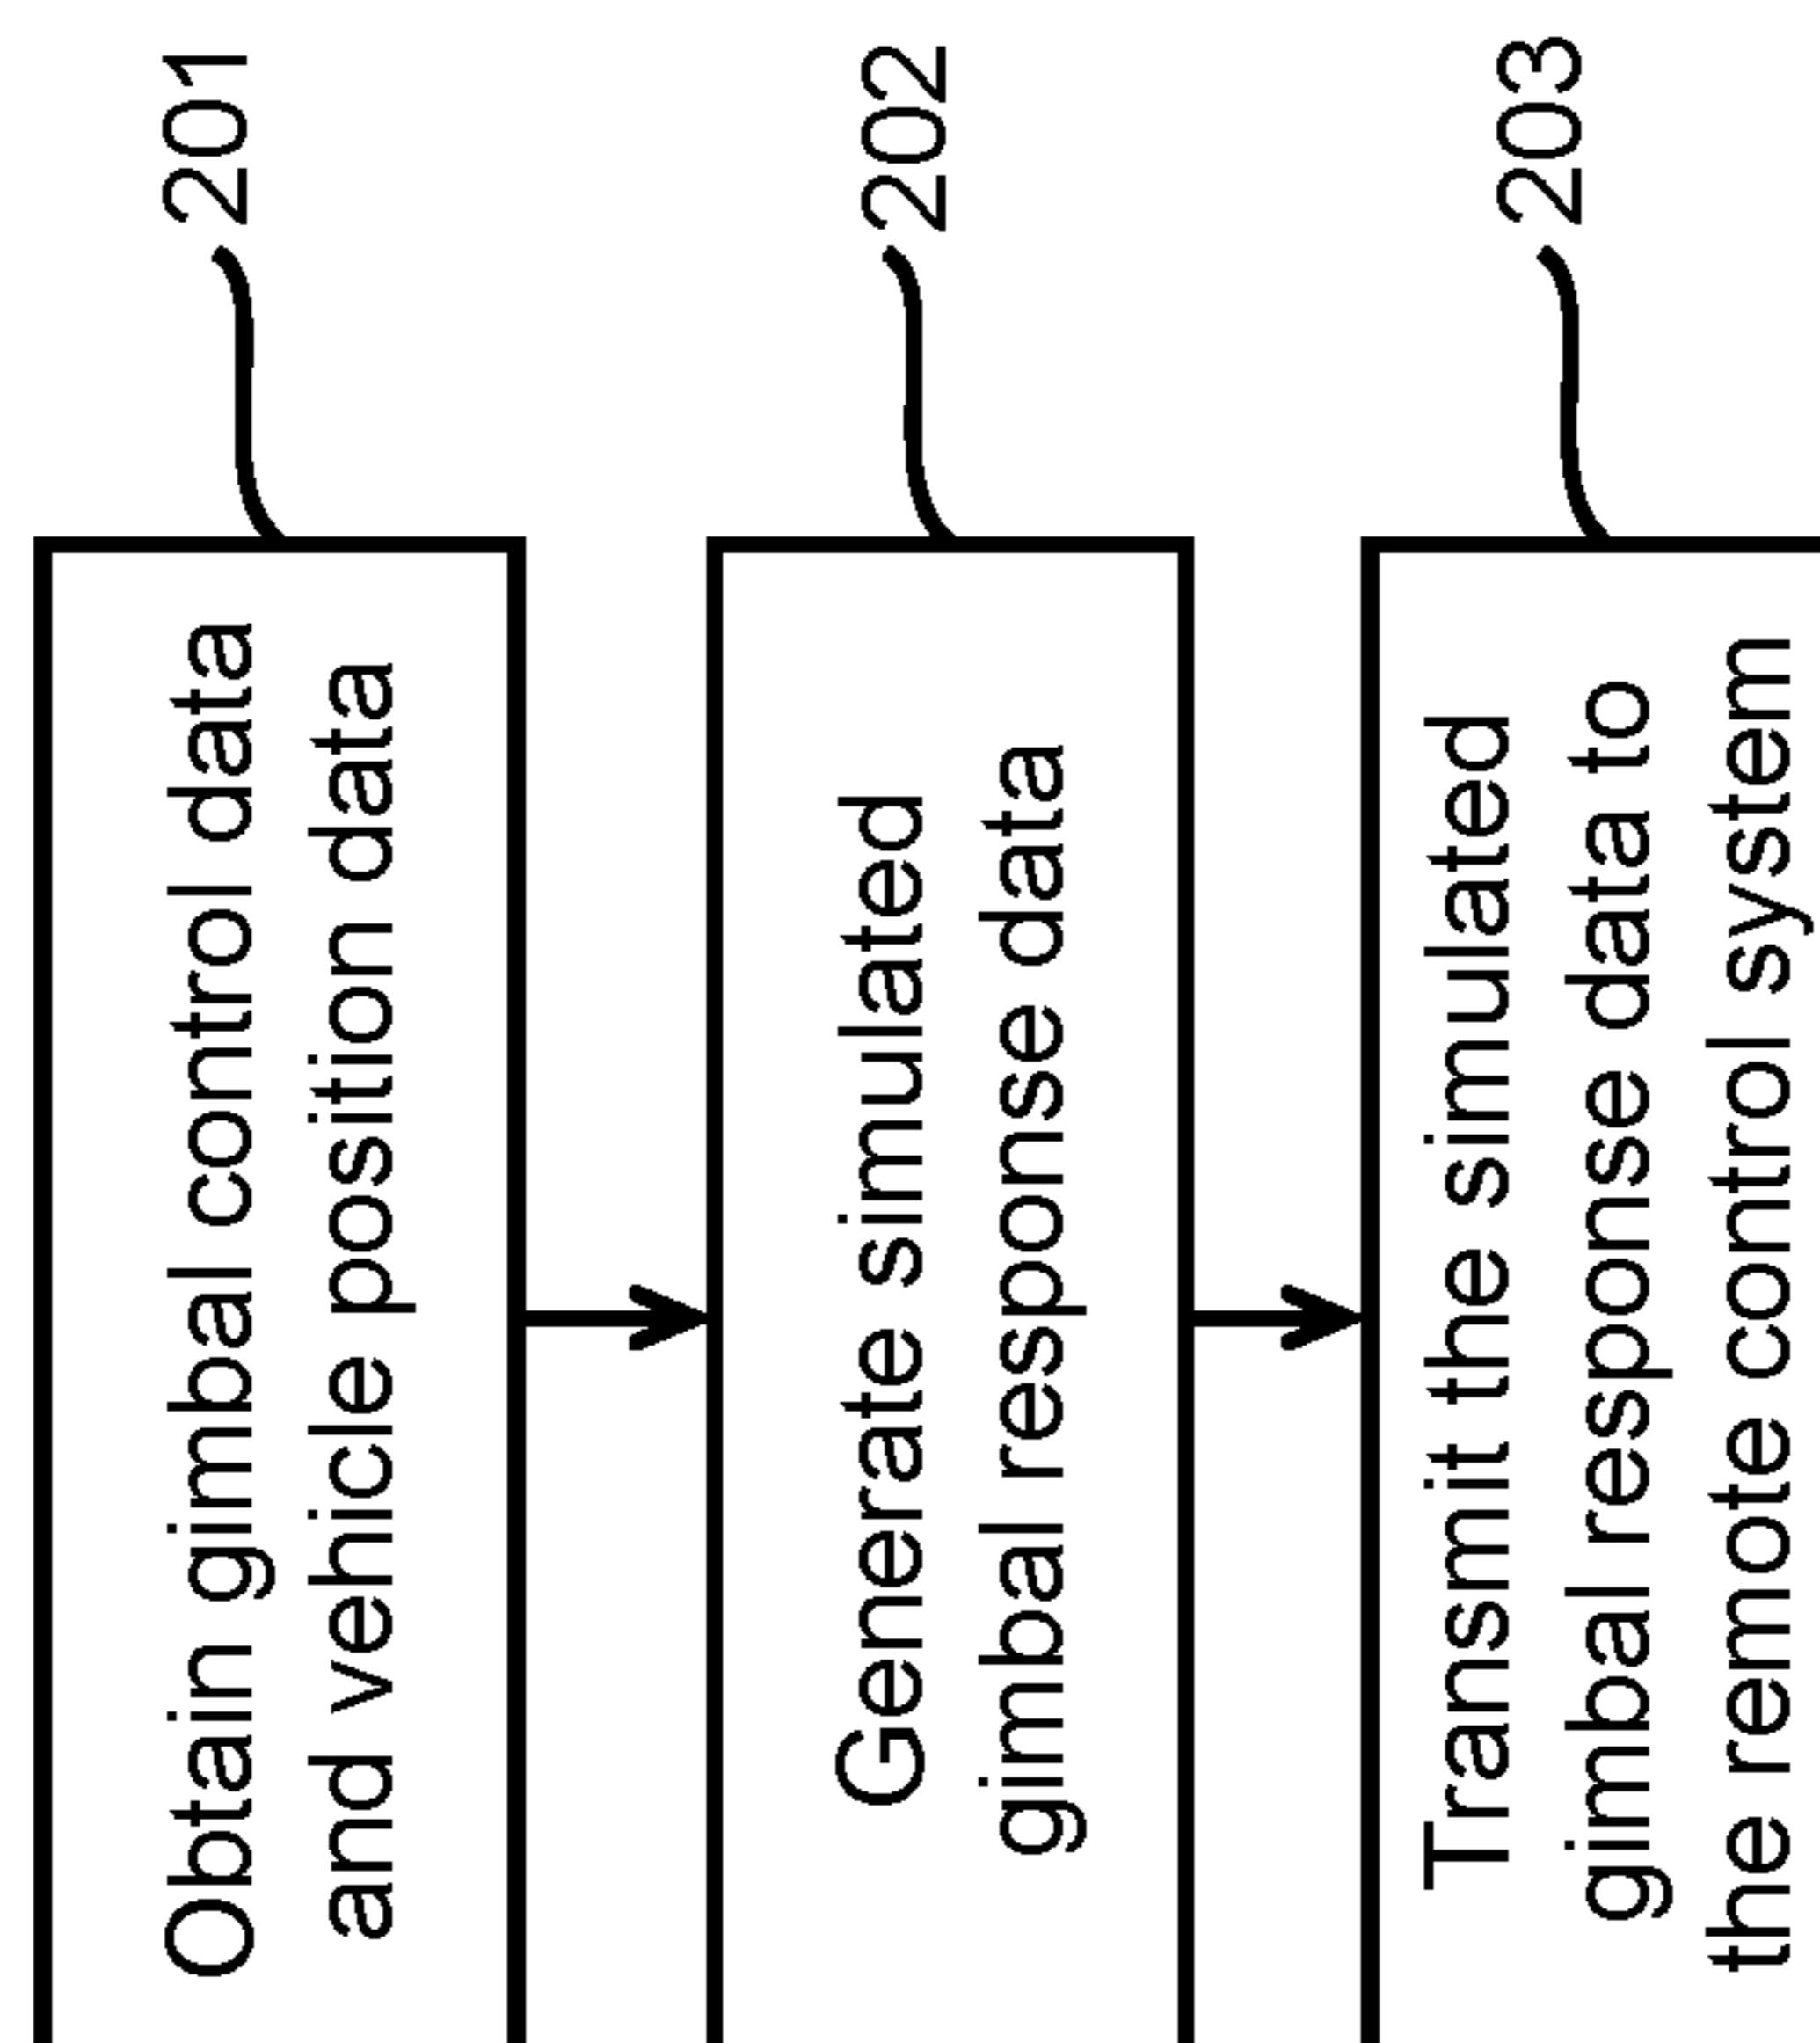 Obtain gimbal control data
and vehicle position data
201
Generate simulated
gimbal response data
202
Transmit the simulated
gimbal response data to
the remote control system
203